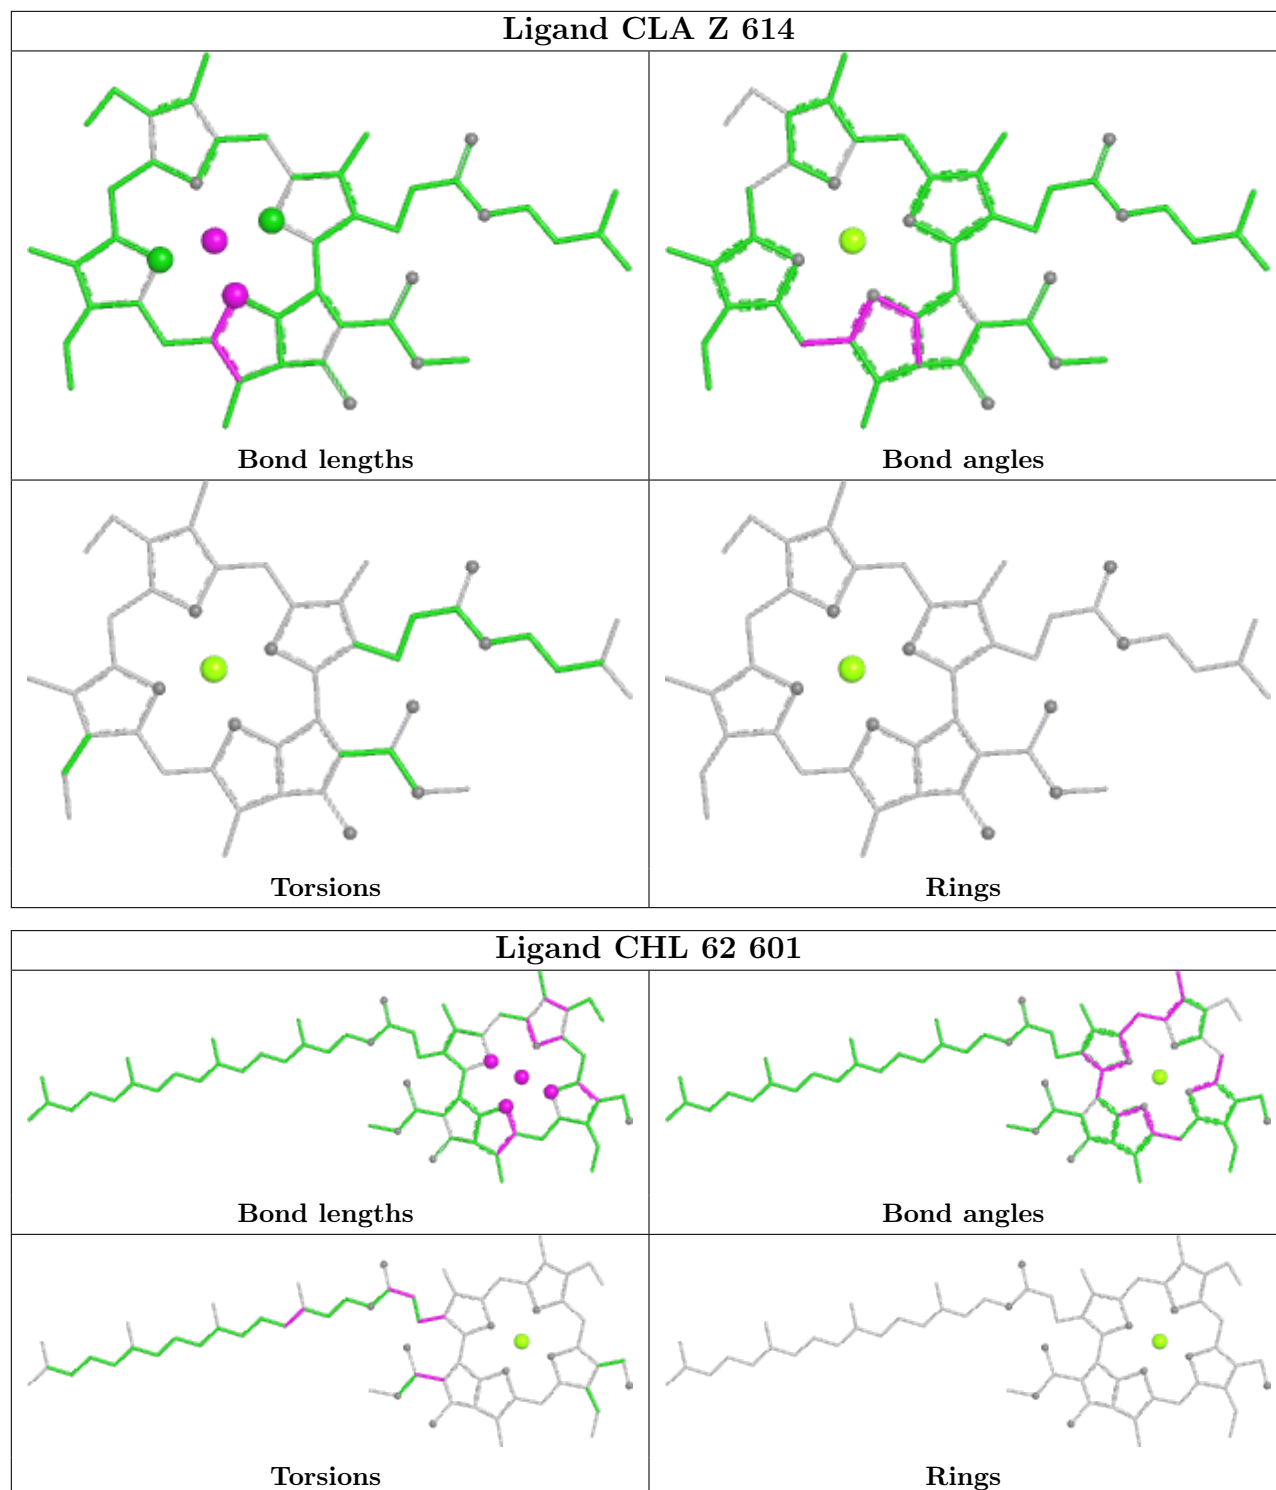 Ligand CLA Z 614
Bond lengths
Bond angles
Torsions
Rings
Ligand CHL 62 601
Bond lengths
Bond angles
Torsions
Rings